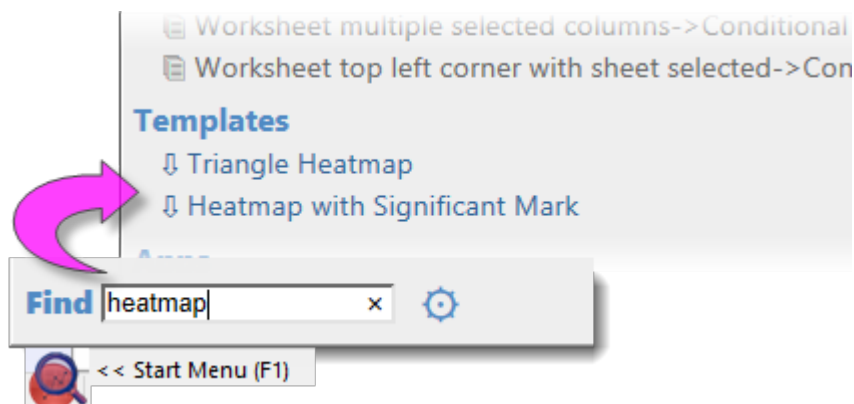 Worksheet multiple selected columns->Conditional
Worksheet top left corner with sheet selected->Con
Templates
⇩ Triangle Heatmap
⇩ Heatmap with Significant Mark
Apps
Find heatmap ×
<< Start Menu (F1)